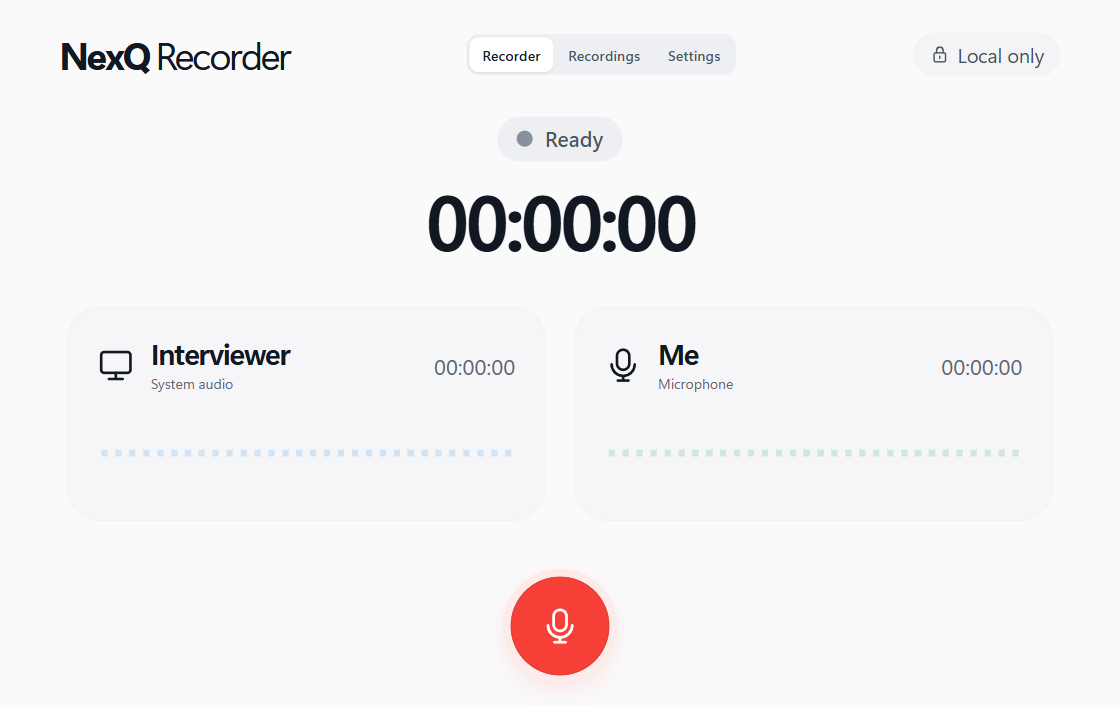 NexQ Recorder
Recorder
Recordings
Settings
Local only
Ready
00:00:00
Interviewer
System audio
00:00:00
Me
Microphone
00:00:00